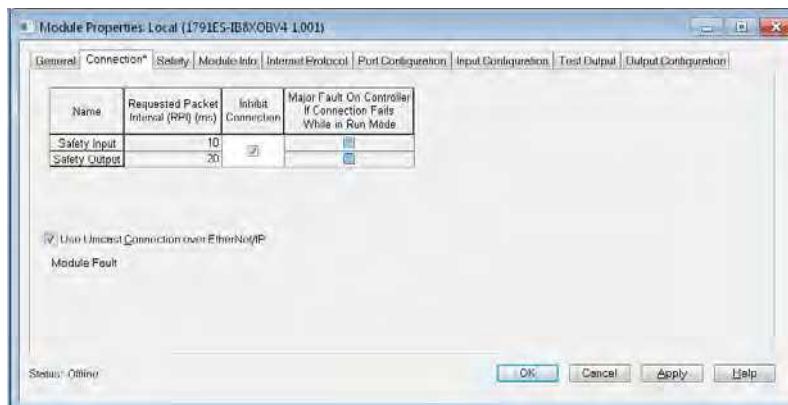 Module Properties Local (1791ES-IB8XOBV4 1.001)
General Connection* Safety Module Info Internet Protocol Port Configuration Input Configuration Test Output Output Configuration
Name Requested Packet Interval (RPI) (ms) Inhibit Connection Major Fault On Controller If Connection Fails While in Run Mode
Safety Input 10
Safety Output 20
Use Unicast Connection over EtherNet/IP
Module Fault
Status: Offline OK Cancel Apply Help